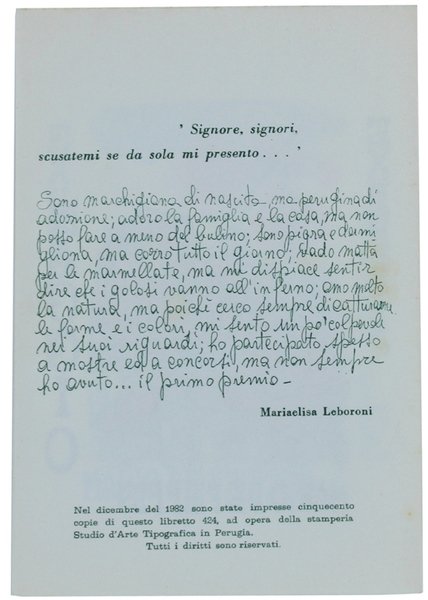 ' Signore, signori,
scusatemi se da sola mi presento . . . '
Sono marchigiana di nascita, ma perugina di
adozione; adoro la famiglia e la casa, ma non
posso fare a meno del bulino; sono pigra e dormi
gliona, ma corro tutto il giorno; vado matta
per le marmellate, ma mi dispiace sentir
dire che i golosi vanno all'inferno; amo molto
la natura, ma poiché cerco sempre di catturarne
le forme e i colori, mi sento un po' colpevole
nei suoi riguardi; ho partecipato spesso
a mostre ed a concorsi, ma non sempre
ho avuto... il primo premio -
Mariaelisa Leboroni
Nel dicembre del 1982 sono state impresse cinquecento
copie di questo libretto 424, ad opera della stamperia
Studio d'Arte Tipografica in Perugia.
Tutti i diritti sono riservati.